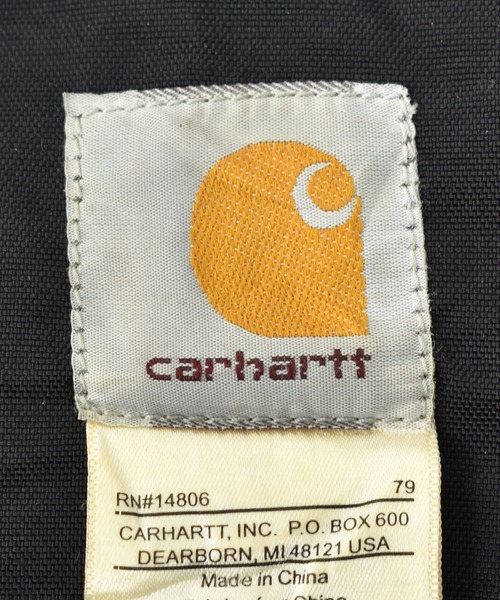 carhartt
RN#14806 79
CARHARTT, INC. P.O. BOX 600
DEARBORN, MI 48121 USA
Made in China